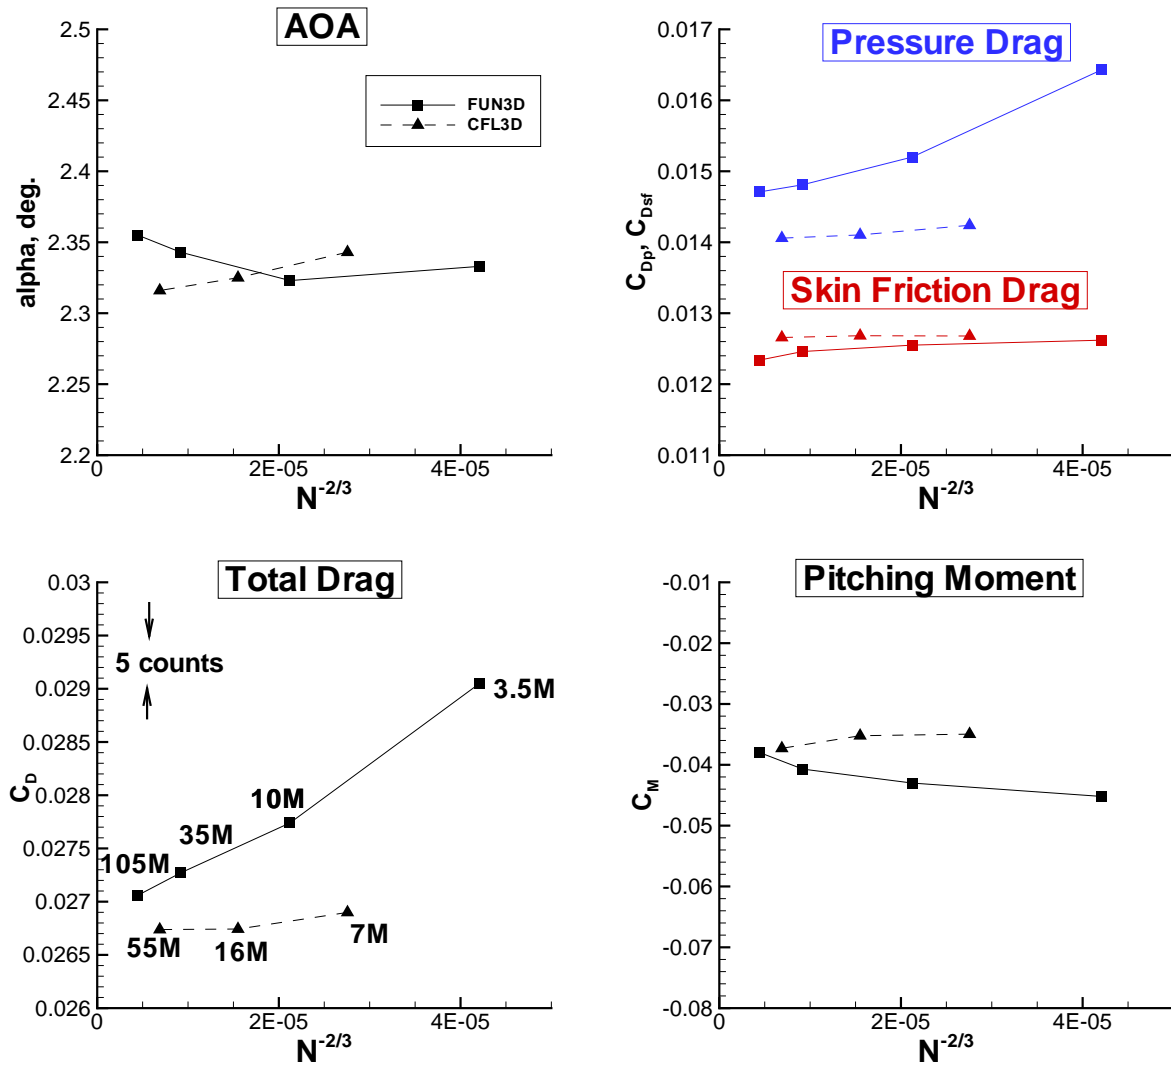 AOA
2.5
2.45
2.4
2.35
2.3
2.25
2.2
alpha, deg.
FUN3D
CFL3D
0
2E-05
4E-05
N-2/3
Pressure Drag
0.017
0.016
0.015
0.014
0.013
0.012
0.011
CDp, CDsf
Skin Friction Drag
0
2E-05
4E-05
N-2/3
Total Drag
0.03
0.0295
0.029
0.0285
0.028
0.0275
0.027
0.0265
0.026
CD
5 counts
3.5M
10M
35M
105M
55M
16M
7M
0
2E-05
4E-05
N-2/3
Pitching Moment
-0.01
-0.02
-0.03
-0.04
-0.05
-0.06
-0.07
-0.08
CM
0
2E-05
4E-05
N-2/3